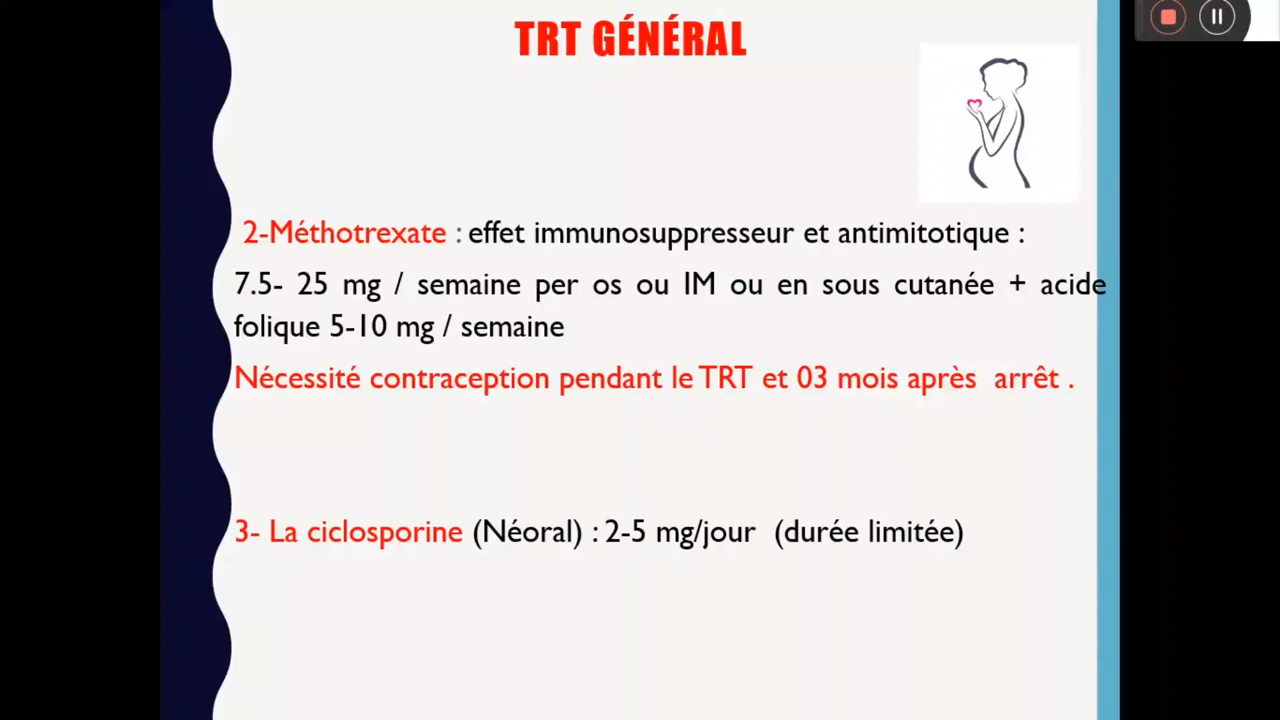 TRT GÉNÉRAL
2-Méthotrexate : effet immunosuppresseur et antimitotique :
7.5- 25 mg / semaine per os ou IM ou en sous cutanée + acide
folique 5-10 mg / semaine
Nécessité contraception pendant le TRT et 03 mois après arrêt .
3- La ciclosporine (Néoral) : 2-5 mg/jour (durée limitée)